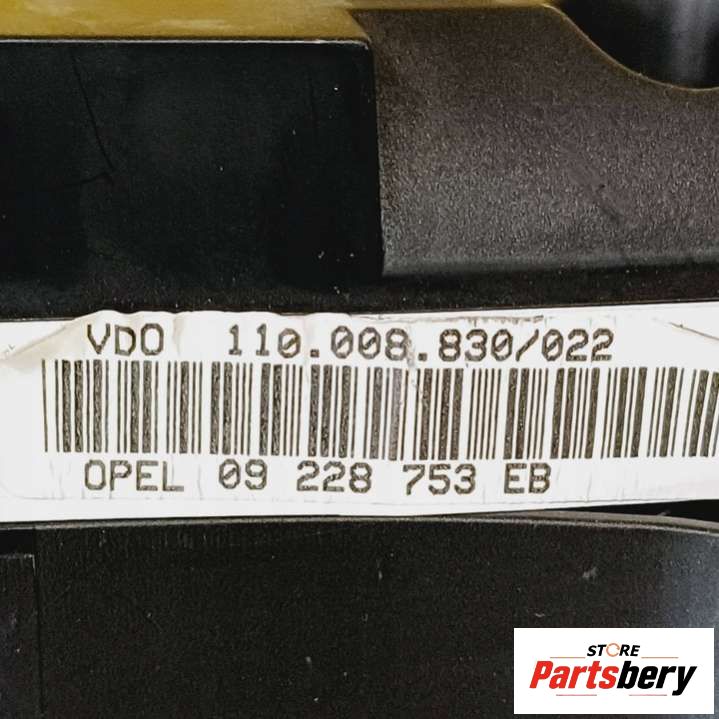 VDO 110.008.830/022
OPEL 09 228 753 EB
STORE
Partsbery